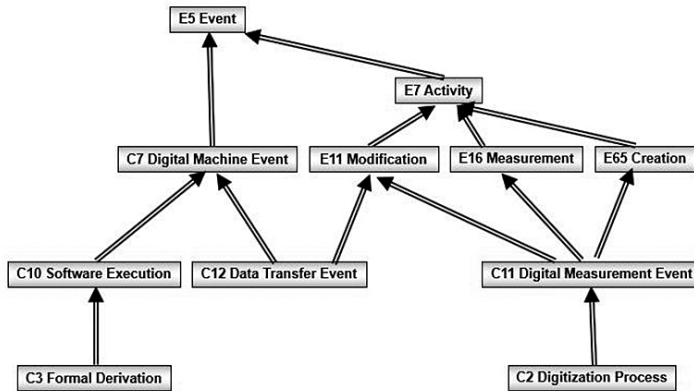 E5 Event
E7 Activity
C7 Digital Machine Event
E11 Modification
E16 Measurement
E65 Creation
C10 Software Execution
C12 Data Transfer Event
C11 Digital Measurement Event
C3 Formal Derivation
C2 Digitization Process